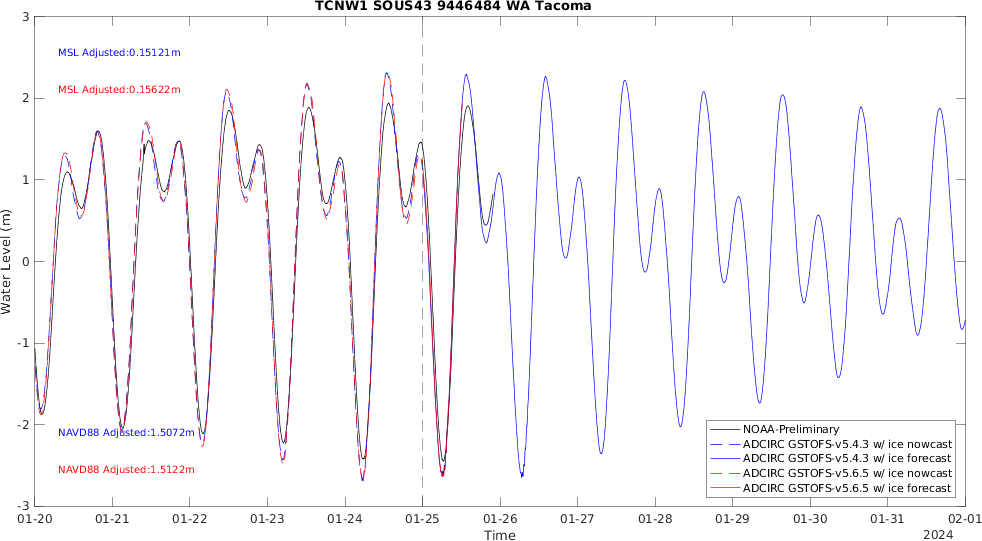 TCNW1 SOUS43 9446484 WA Tacoma
3
2
1
0
-1
-2
-3
Water Level (m)
MSL Adjusted:0.15121m
MSL Adjusted:0.15622m
NAVD88 Adjusted:1.5072m
NAVD88 Adjusted:1.5122m
NOAA-Preliminary
ADCIRC GSTOFS-v5.4.3 w/ ice nowcast
ADCIRC GSTOFS-v5.4.3 w/ ice forecast
ADCIRC GSTOFS-v5.6.5 w/ ice nowcast
ADCIRC GSTOFS-v5.6.5 w/ ice forecast
01-20 01-21 01-22 01-23 01-24 01-25 01-26 01-27 01-28 01-29 01-30 01-31 02-01
Time 2024